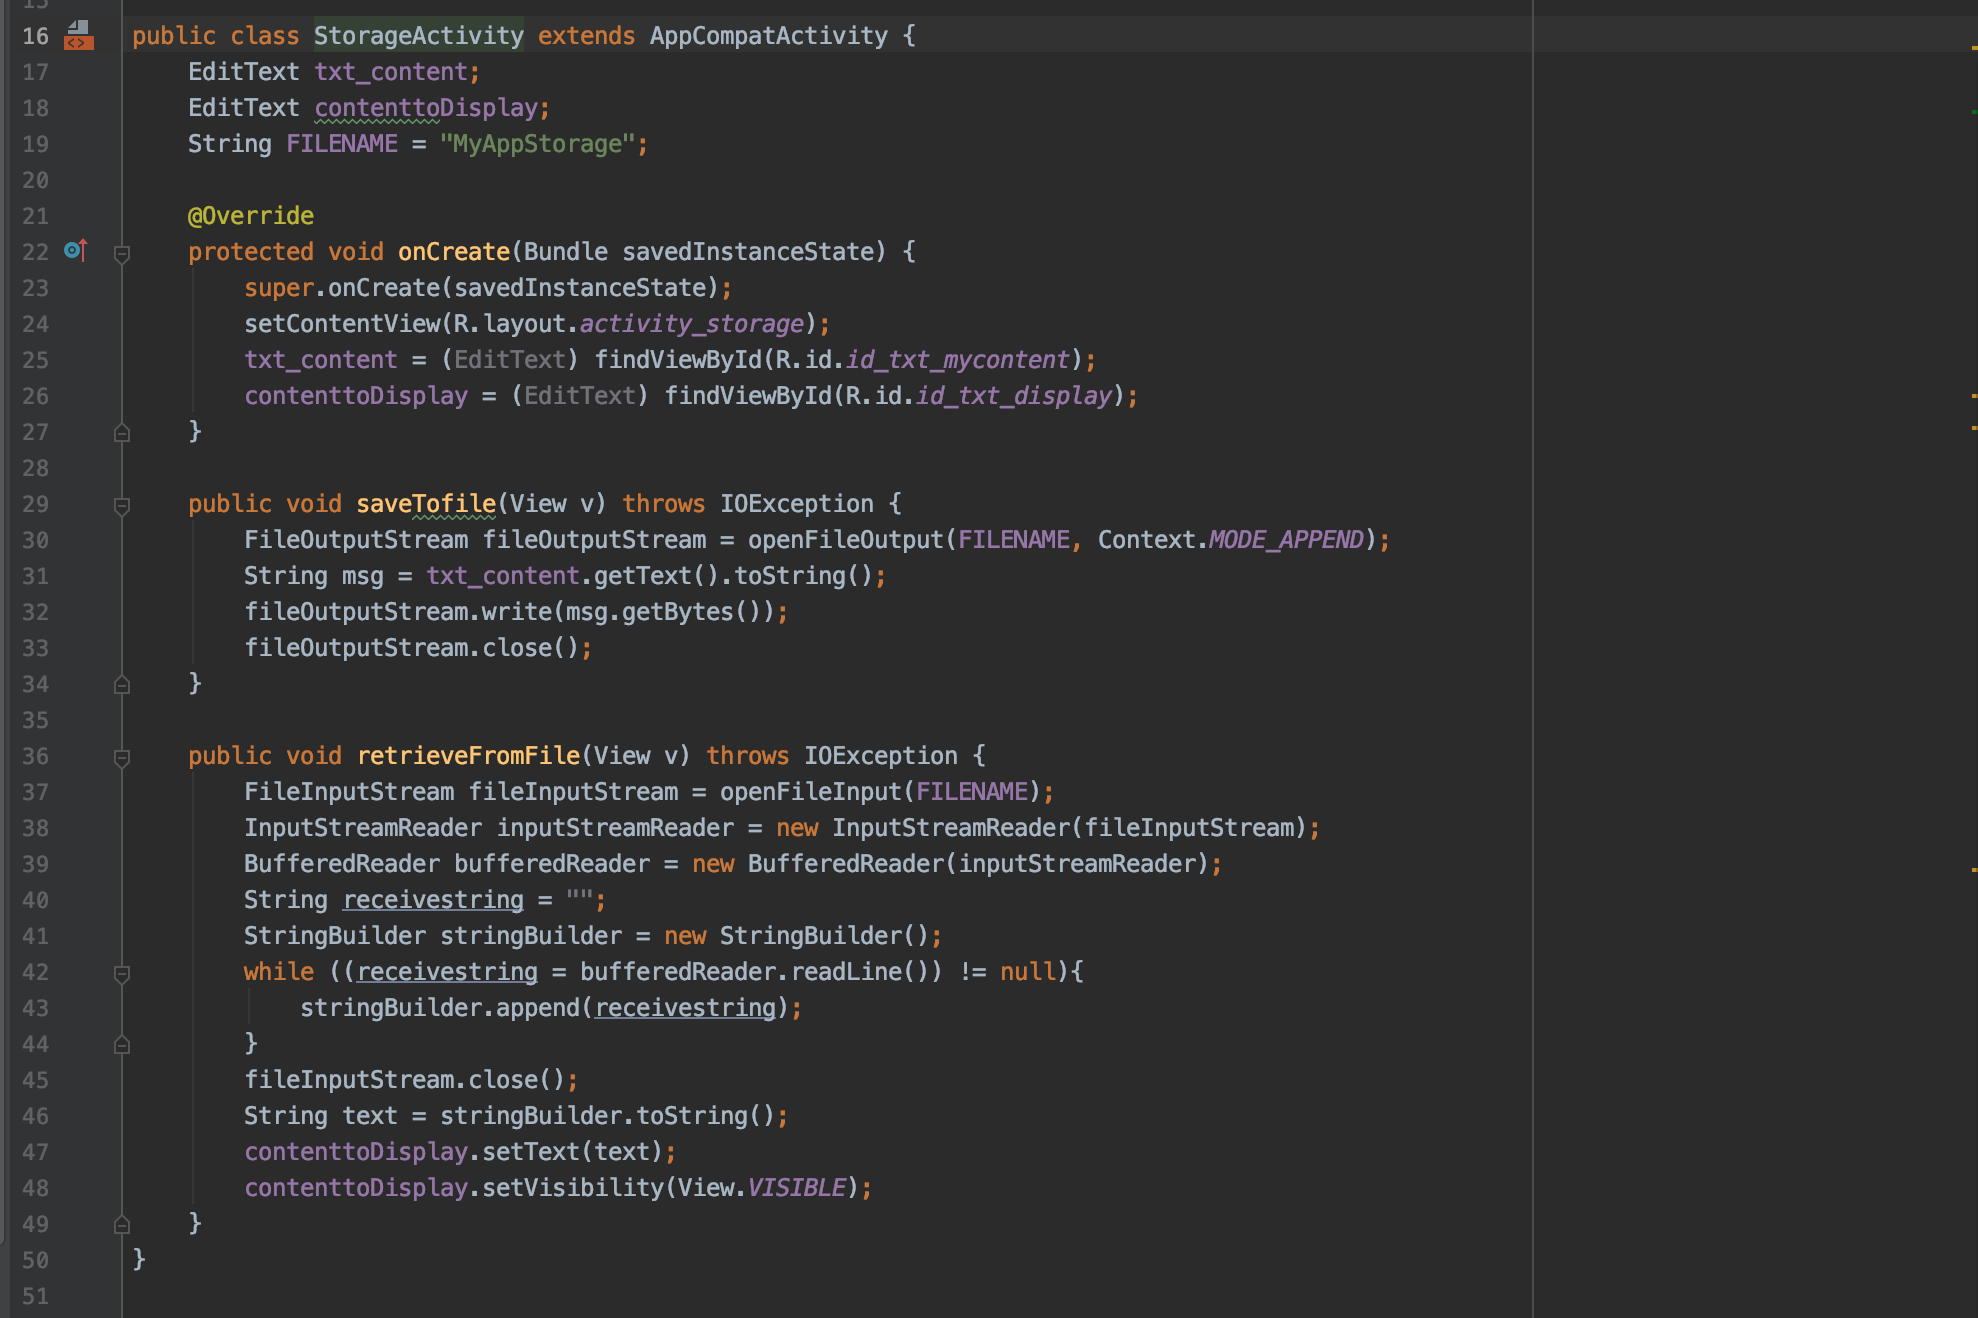 15
16 public class StorageActivity extends AppCompatActivity {
17 EditText txt_content;
18 EditText contenttoDisplay;
19 String FILENAME = "MyAppStorage";
20
21 @Override
22 protected void onCreate(Bundle savedInstanceState) {
23 super.onCreate(savedInstanceState);
24 setContentView(R.layout.activity_storage);
25 txt_content = (EditText) findViewById(R.id.id_txt_mycontent);
26 contenttoDisplay = (EditText) findViewById(R.id.id_txt_display);
27 }
28
29 public void saveTofile(View v) throws IOException {
30 FileOutputStream fileOutputStream = openFileOutput(FILENAME, Context.MODE_APPEND);
31 String msg = txt_content.getText().toString();
32 fileOutputStream.write(msg.getBytes());
33 fileOutputStream.close();
34 }
35
36 public void retrieveFromFile(View v) throws IOException {
37 FileInputStream fileInputStream = openFileInput(FILENAME);
38 InputStreamReader inputStreamReader = new InputStreamReader(fileInputStream);
39 BufferedReader bufferedReader = new BufferedReader(inputStreamReader);
40 String receivestring = "";
41 StringBuilder stringBuilder = new StringBuilder();
42 while ((receivestring = bufferedReader.readLine()) != null){
43 stringBuilder.append(receivestring);
44 }
45 fileInputStream.close();
46 String text = stringBuilder.toString();
47 contenttoDisplay.setText(text);
48 contenttoDisplay.setVisibility(View.VISIBLE);
49 }
50 }
51